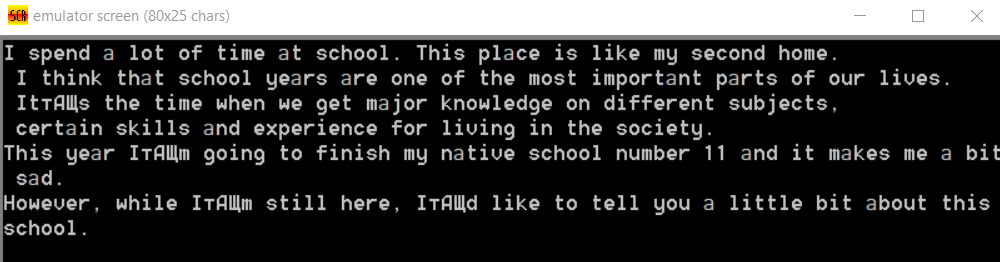 SCR emulator screen (80x25 chars)
I spend a lot of time at school. This place is like my second home.
I think that school years are one of the most important parts of our lives.
ItтАЩs the time when we get major knowledge on different subjects,
certain skills and experience for living in the society.
This year IтАЩm going to finish my native school number 11 and it makes me a bit
sad.
However, while IтАЩm still here, IтАЩd like to tell you a little bit about this
school.